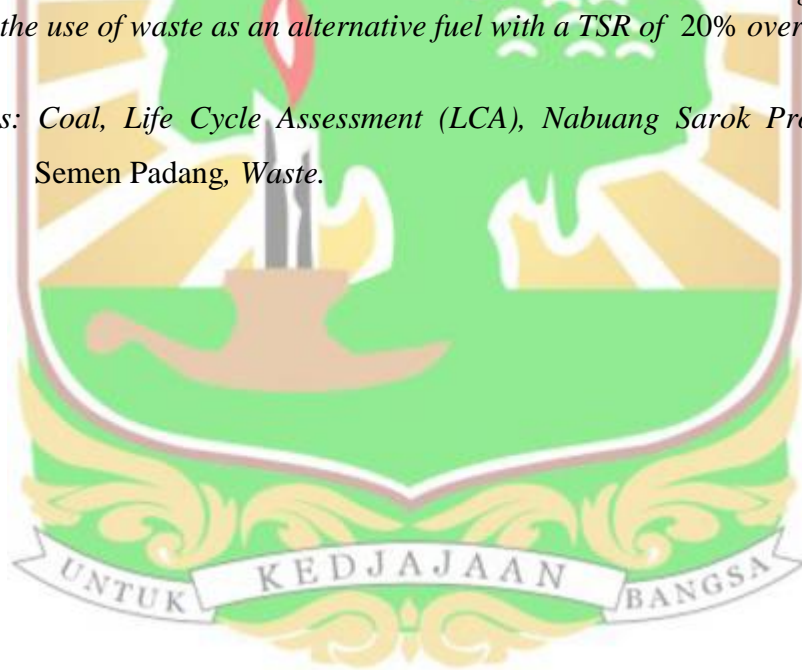 the use of waste as an alternative fuel with a TSR of 20% over
s: Coal, Life Cycle Assessment (LCA), Nabuang Sarok Pr
Semen Padang, Waste.
UNTUK KEDJAJAAN BANGSA